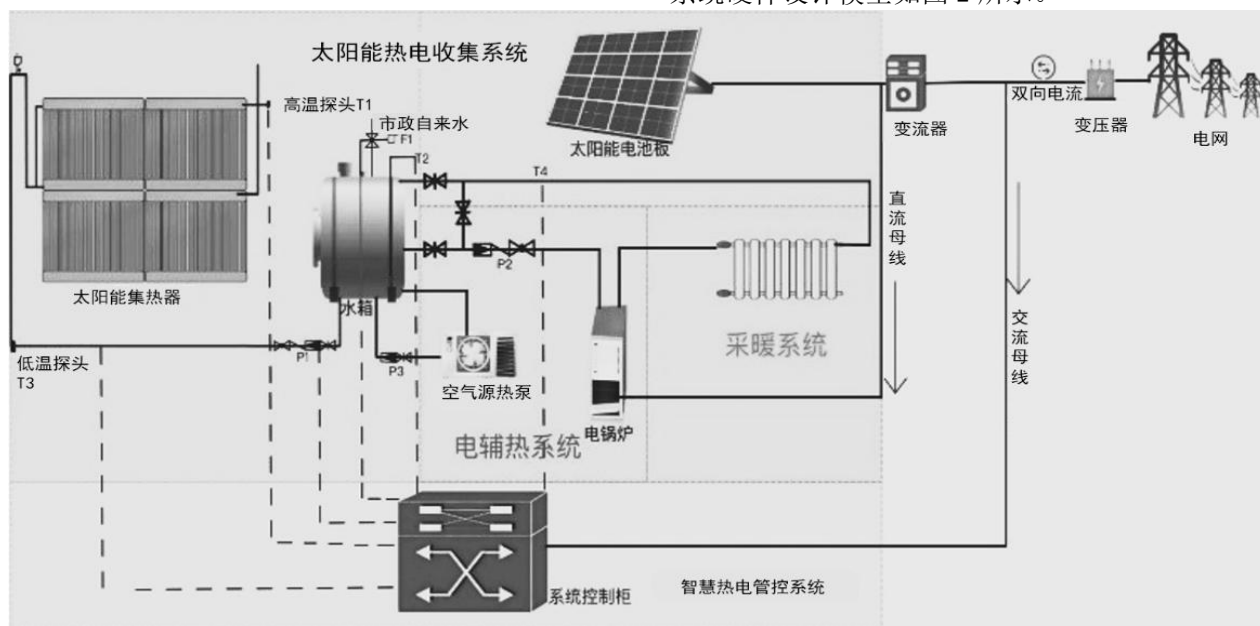 系统硬件设计模型如图2所示。
太阳能热电收集系统
高温探头T1
市政自来水
F1
T2
T4
太阳能电池板
变流器
双向电流
变压器
电网
太阳能集热器
水箱
P2
直流母线
交流母线
采暖系统
低温探头
T3
P1
P3
空气源热泵
电锅炉
电辅热系统
系统控制柜
智慧热电管控系统